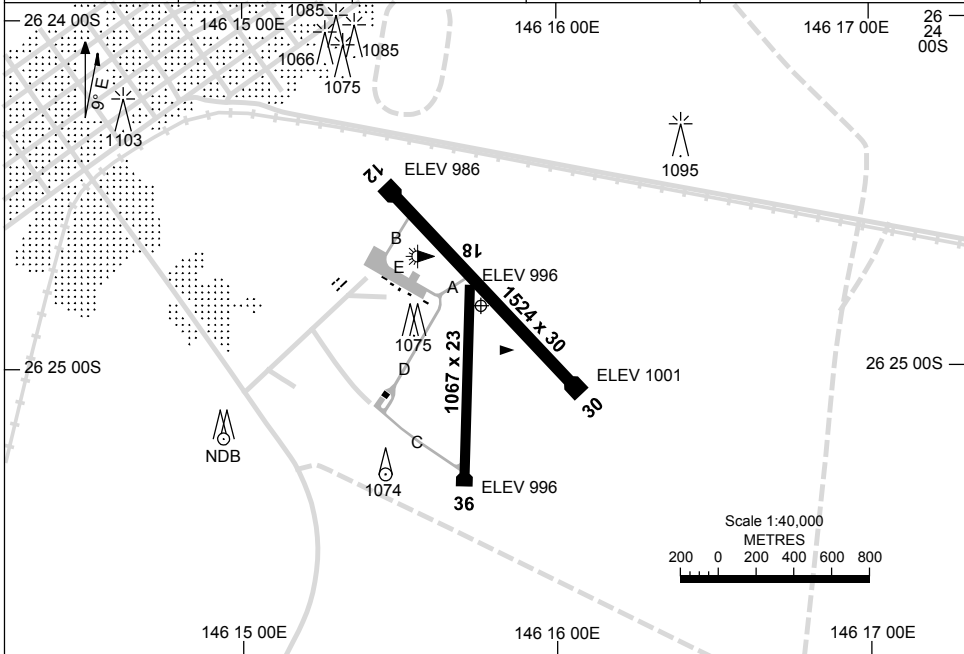 26 24 00S
146 15 00E
1085
146 16 00E
146 17 00E
26
24
00S
1066
1085
1075
9° E
1103
1095
12
ELEV 986
B
E
18
ELEV 996
A
1524 x 30
1075
1067 x 23
D
26 25 00S
26 25 00S
ELEV 1001
30
NDB
C
1074
ELEV 996
36
Scale 1:40,000
METRES
200 0 200 400 600 800
146 15 00E
146 16 00E
146 17 00E